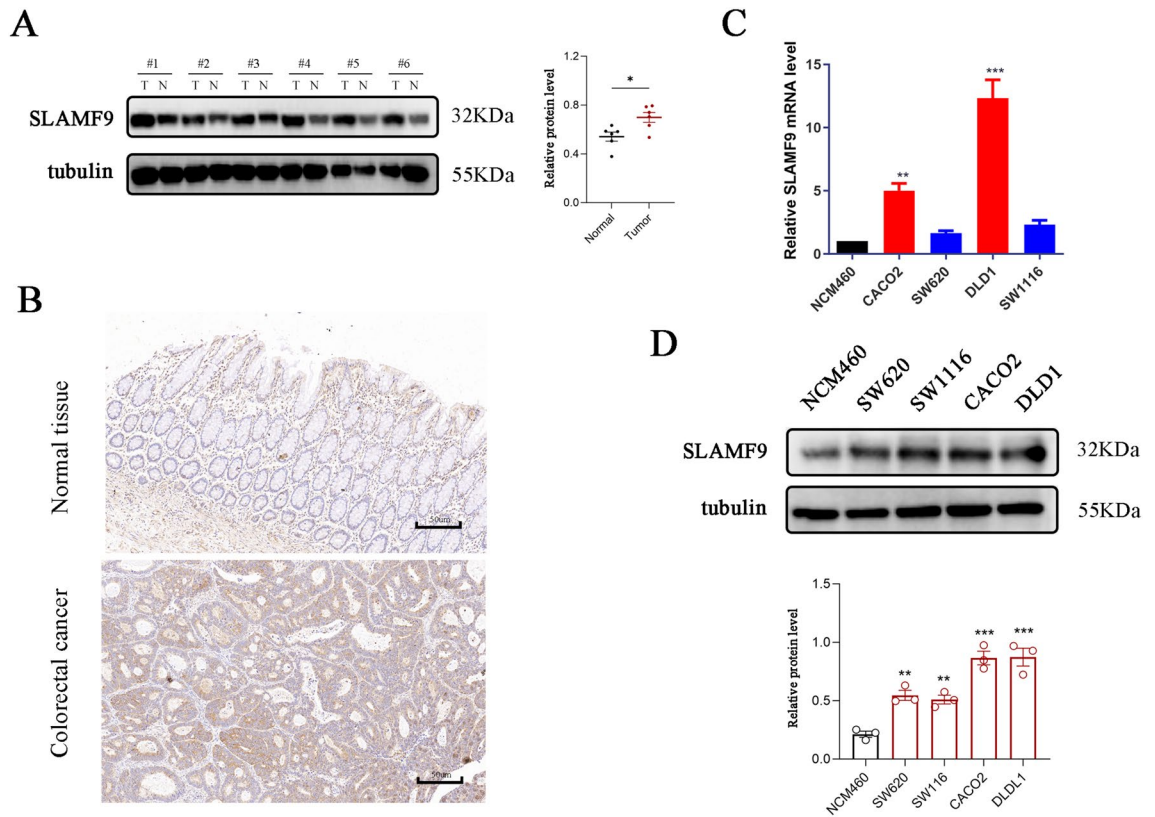 A
#1 #2 #3 #4 #5 #6
T N T N T N T N T N T N
SLAMF9 32KDa
tubulin 55KDa
Relative protein level
1.2
0.8
0.4
0.0
*
Normal Tumor
B
Normal tissue
50um
Colorectal cancer
50um
C
Relative SLAMF9 mRNA level
15
10
5
0
** ***
NCM460 CACO2 SW620 DLD1 SW1116
D
NCM460 SW620 SW1116 CACO2 DLD1
SLAMF9 32KDa
tubulin 55KDa
Relative protein level
1.5
1.0
0.5
0.0
** ** *** ***
NCM460 SW620 SW116 CACO2 DLDL1